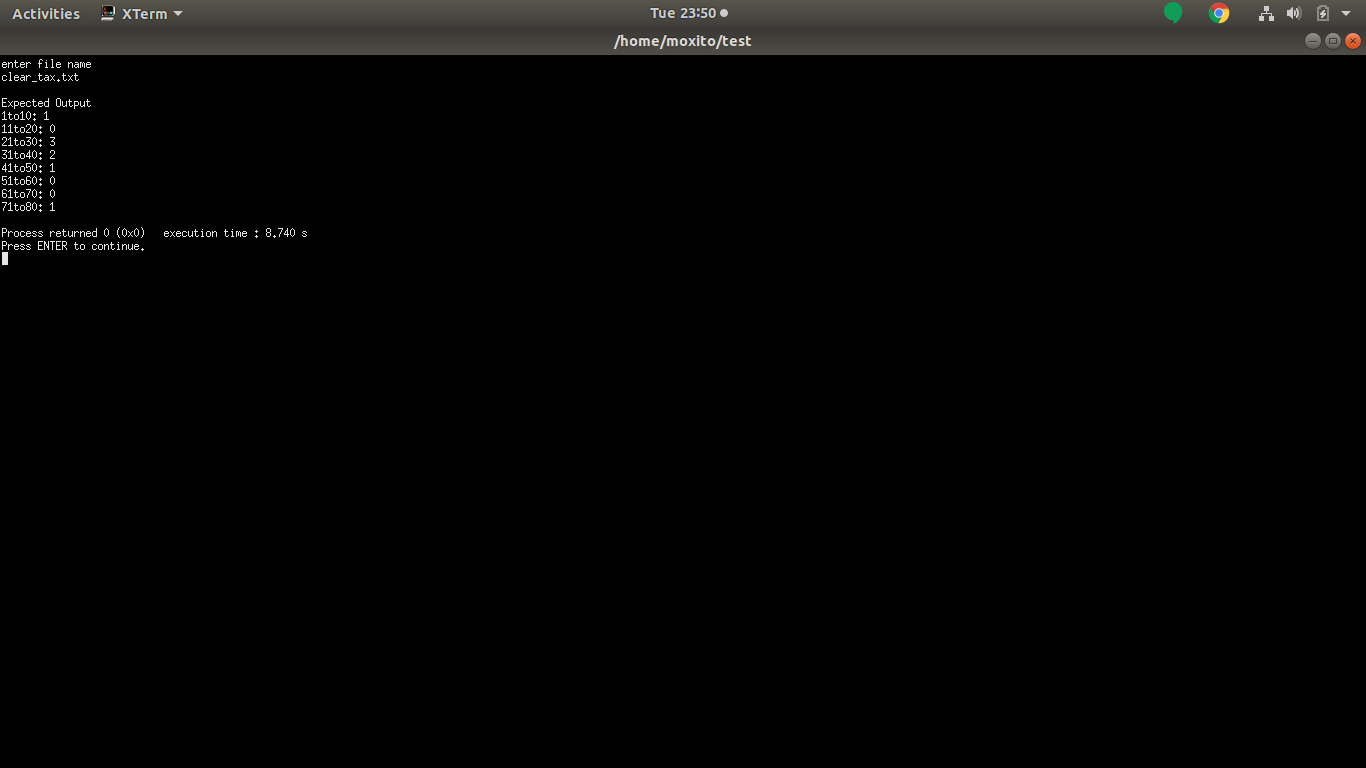 Activities XTerm Tue 23:50
/home/moxito/test
enter file name
clear_tax.txt
Expected Output
1to10: 1
11to20: 0
21to30: 3
31to40: 2
41to50: 1
51to60: 0
61to70: 0
71to80: 1
Process returned 0 (0x0)   execution time : 8.740 s
Press ENTER to continue.